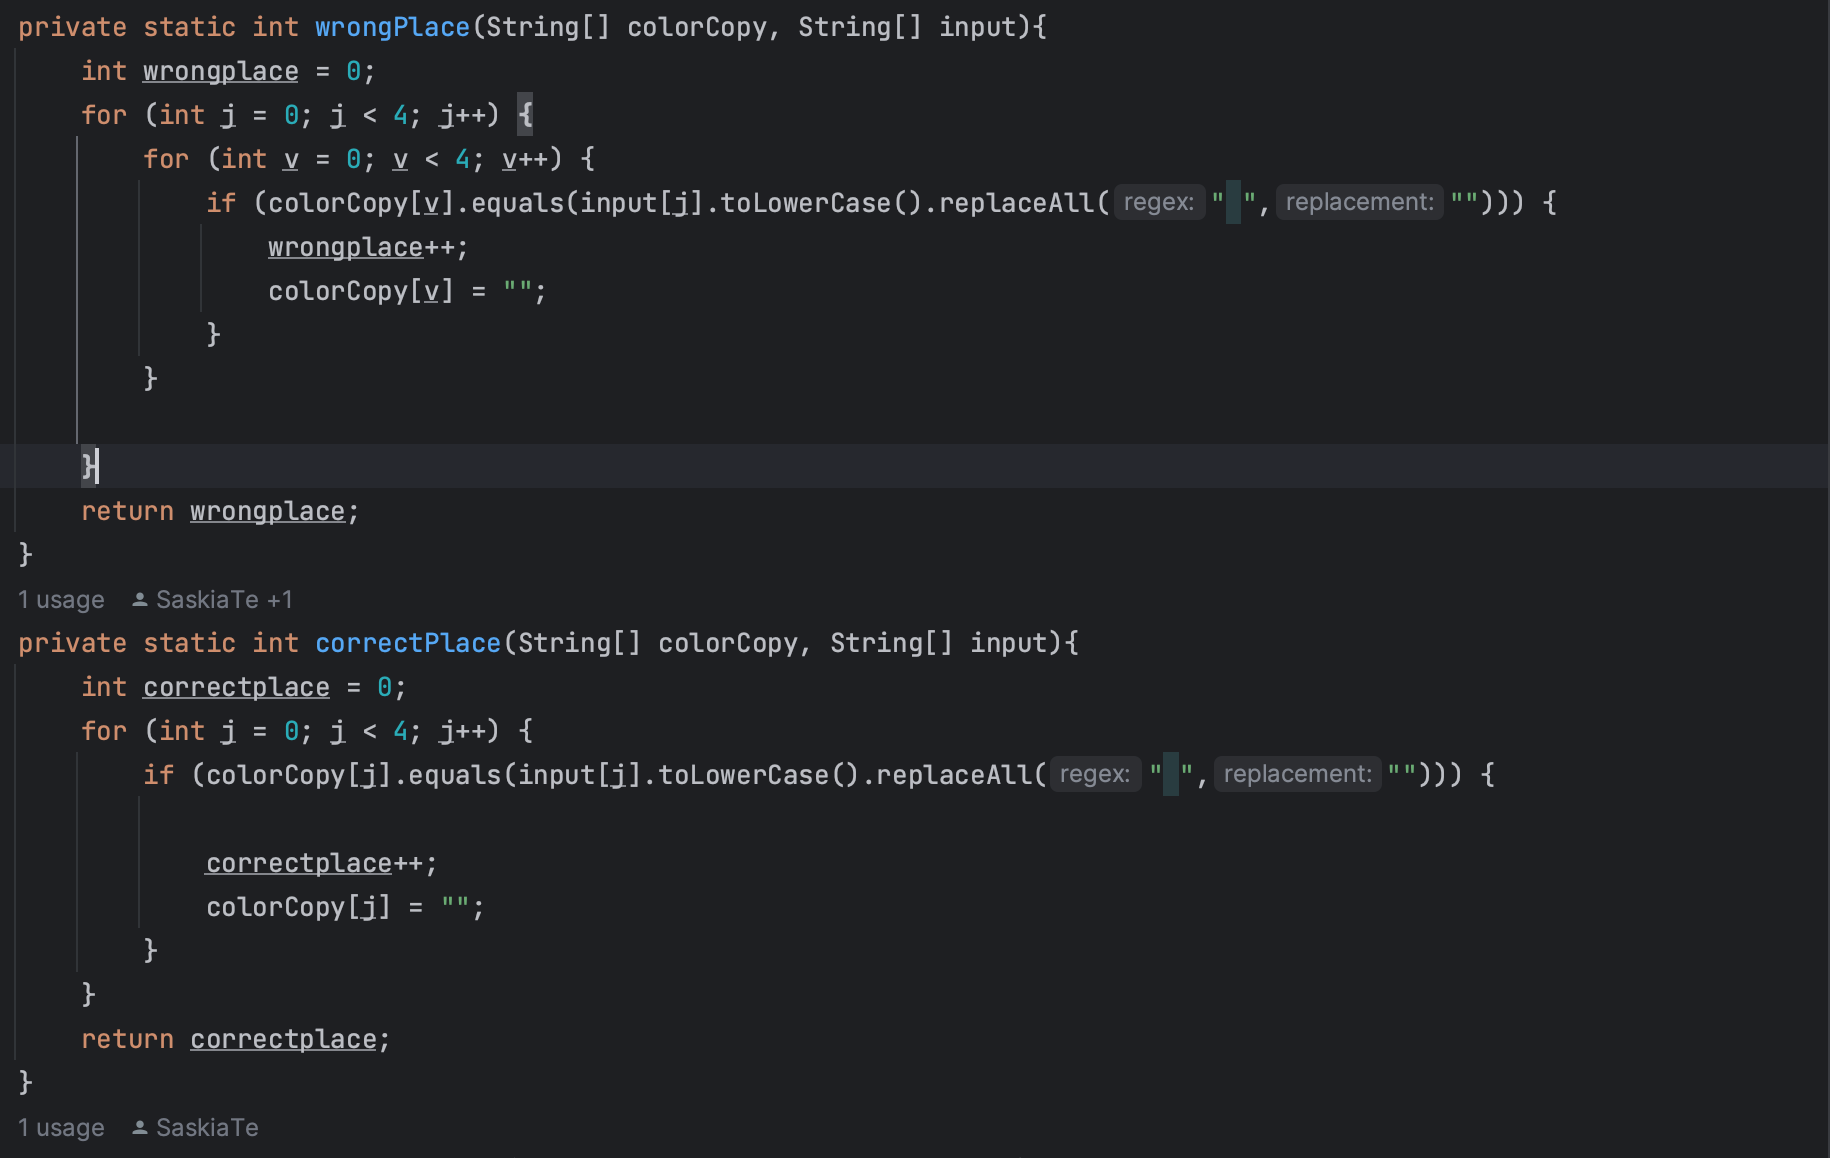 private static int wrongPlace(String[] colorCopy, String[] input){
    int wrongplace = 0;
    for (int j = 0; j < 4; j++) {
        for (int v = 0; v < 4; v++) {
            if (colorCopy[v].equals(input[j].toLowerCase().replaceAll( regex: " ", replacement: ""))) {
                wrongplace++;
                colorCopy[v] = "";
            }
        }

    }
    return wrongplace;
}
1 usage SaskiaTe +1
private static int correctPlace(String[] colorCopy, String[] input){
    int correctplace = 0;
    for (int j = 0; j < 4; j++) {
        if (colorCopy[j].equals(input[j].toLowerCase().replaceAll( regex: " ", replacement: ""))) {

            correctplace++;
            colorCopy[j] = "";
        }
    }
    return correctplace;
}
1 usage SaskiaTe